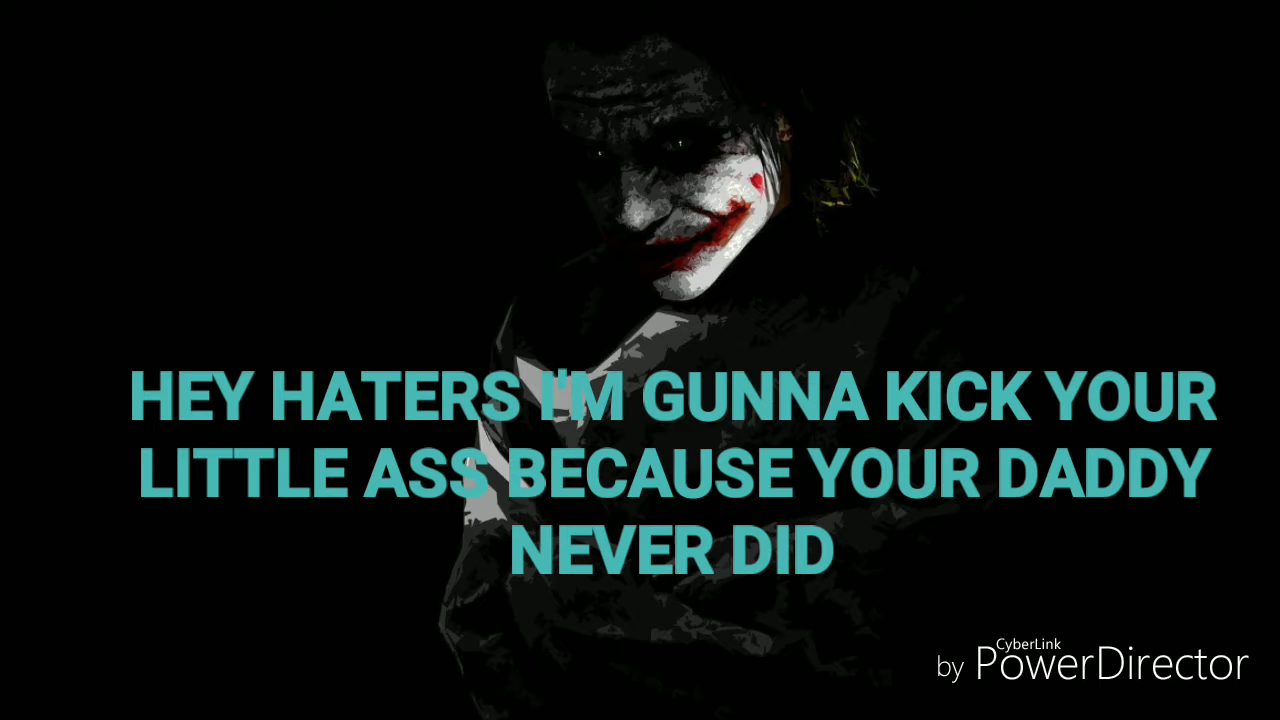 HEY HATERS I'M GUNNA KICK YOUR
LITTLE ASS BECAUSE YOUR DADDY
NEVER DID
CyberLink
by PowerDirector